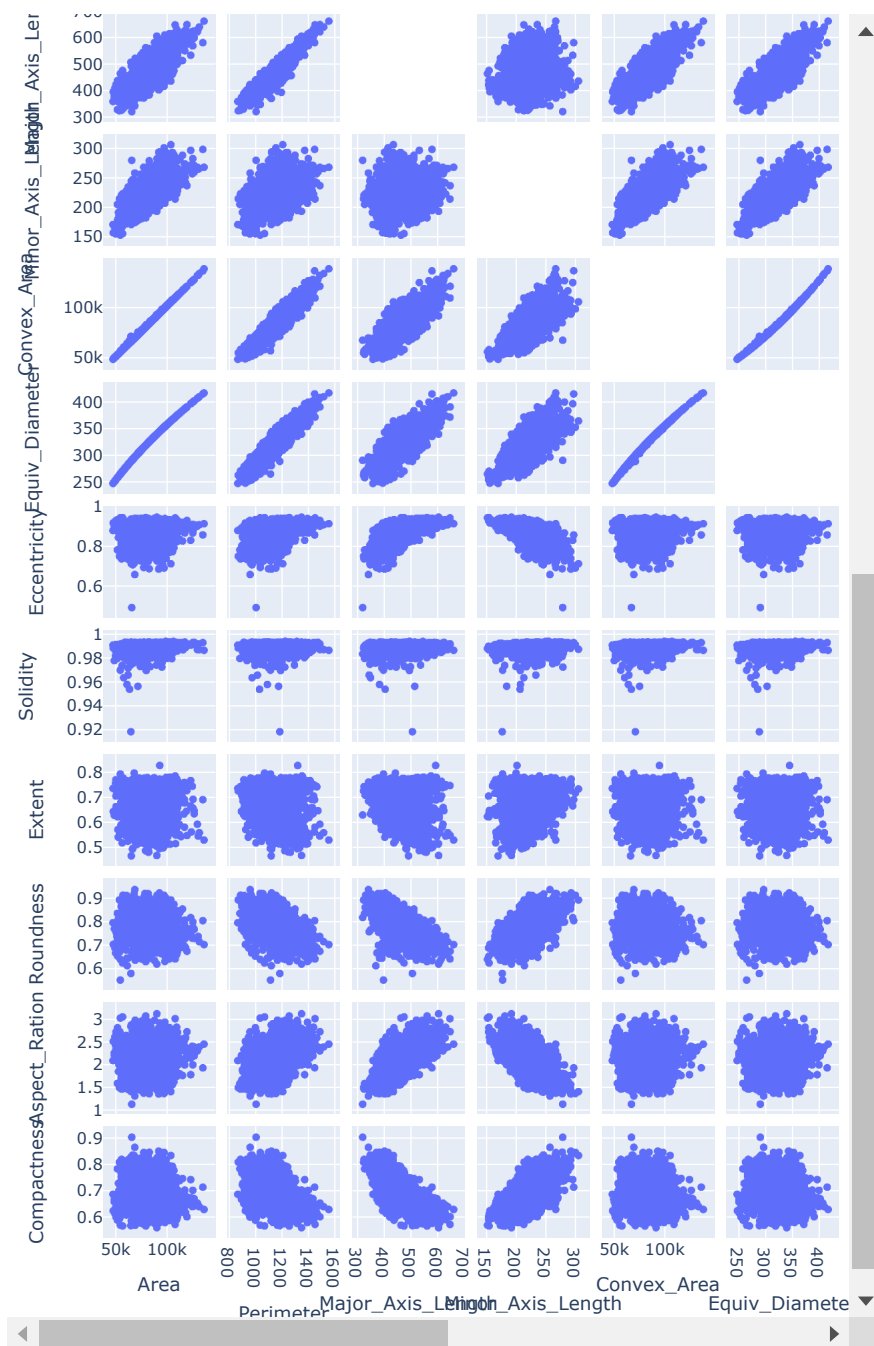 700
600
500
400
300
Major_Axis_Len
300
250
200
150
Minor_Axis_Length
100k
50k
Convex_Area
400
350
300
250
Equiv_Diameter
1
0.8
0.6
Eccentricity
1
0.98
0.96
0.94
0.92
Solidity
0.8
0.7
0.6
0.5
Extent
0.9
0.8
0.7
0.6
Roundness
3
2.5
2
1.5
1
Aspect_Ration
0.9
0.8
0.7
0.6
Compactness
50k 100k
800 1000 1200 1400 1600
300 400 500 600 700
150 200 250 300
50k 100k
250 300 350 400
Area
Perimeter
Major_Axis_Length
Minor_Axis_Length
Convex_Area
Equiv_Diamete